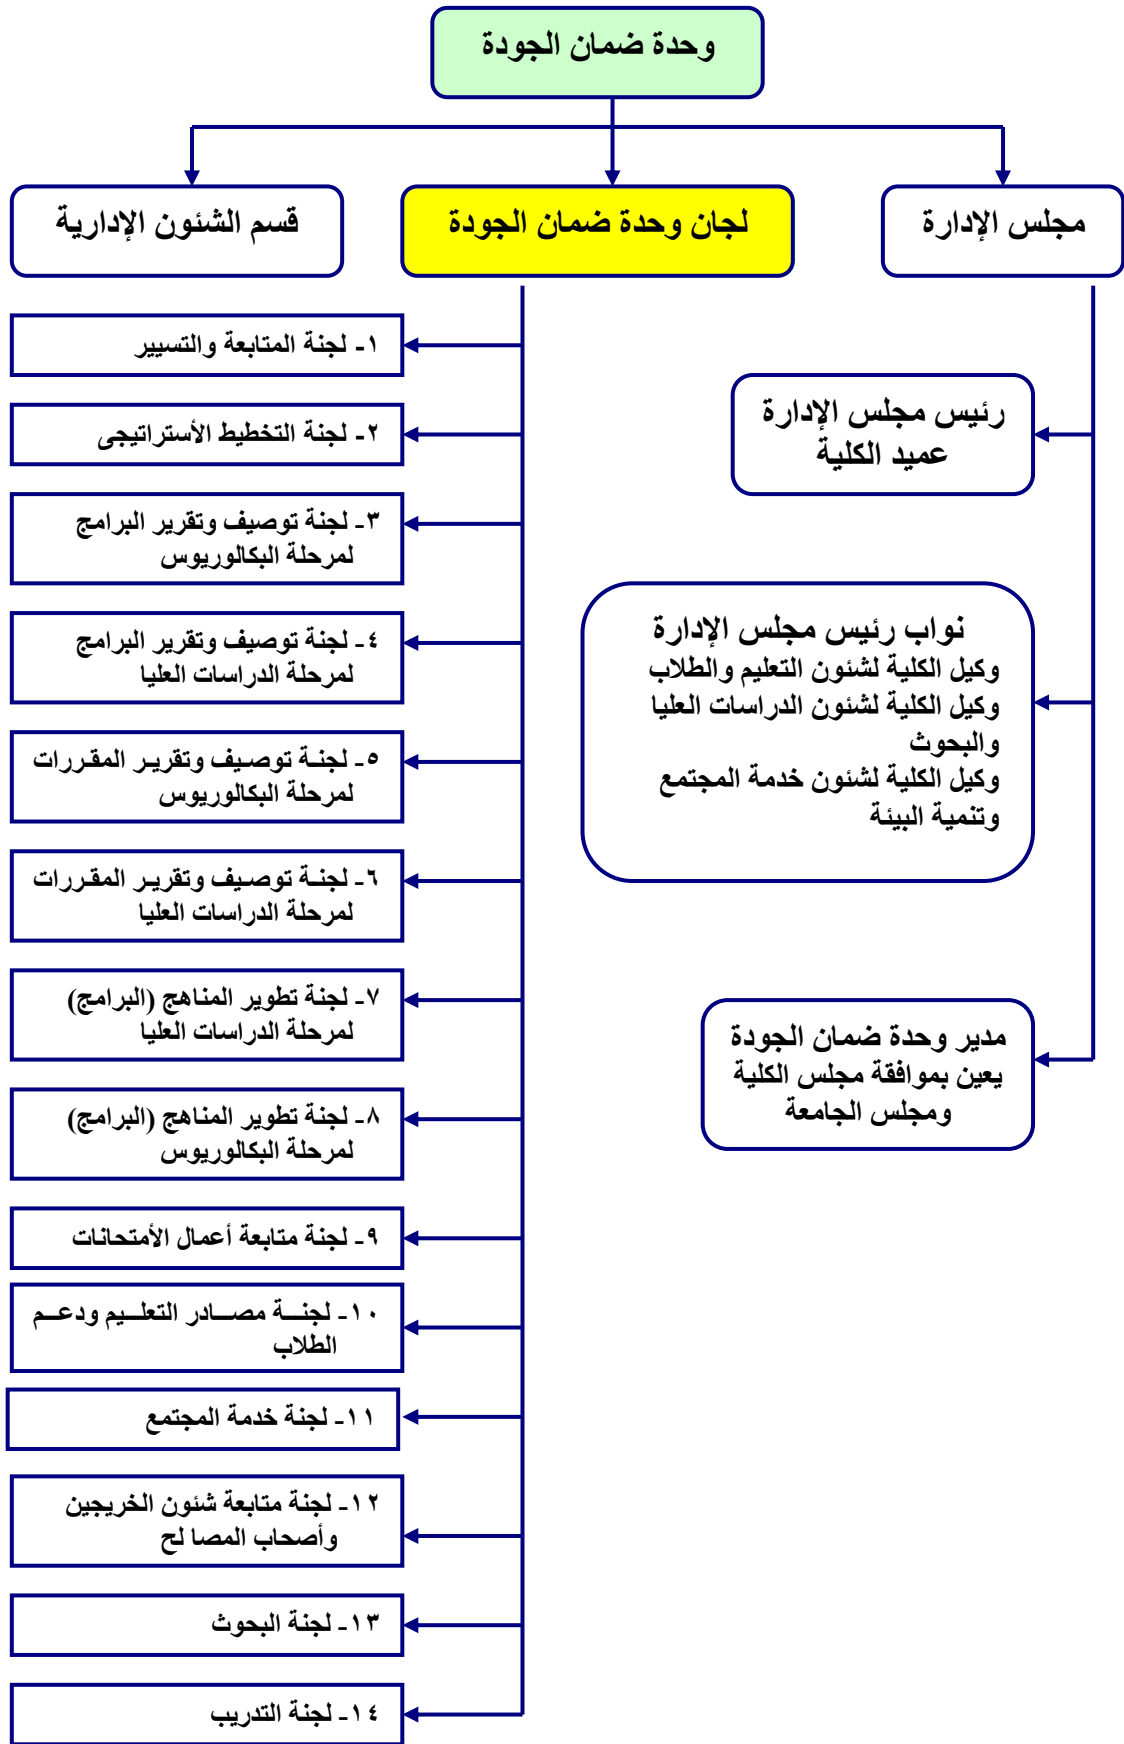 وحدة ضمان الجودة
مجلس الإدارة
لجان وحدة ضمان الجودة
قسم الشئون الإدارية
رئيس مجلس الإدارة
عميد الكلية
نواب رئيس مجلس الإدارة
وكيل الكلية لشئون التعليم والطلاب
وكيل الكلية لشئون الدراسات العليا
والبحوث
وكيل الكلية لشئون خدمة المجتمع
وتنمية البيئة
مدير وحدة ضمان الجودة
يعين بموافقة مجلس الكلية
ومجلس الجامعة
١- لجنة المتابعة والتسيير
٢- لجنة التخطيط الأستراتيجى
٣- لجنة توصيف وتقرير البرامج
لمرحلة البكالوريوس
٤- لجنة توصيف وتقرير البرامج
لمرحلة الدراسات العليا
٥- لجنة توصيف وتقرير المقررات
لمرحلة البكالوريوس
٦- لجنة توصيف وتقرير المقررات
لمرحلة الدراسات العليا
٧- لجنة تطوير المناهج (البرامج)
لمرحلة الدراسات العليا
٨- لجنة تطوير المناهج (البرامج)
لمرحلة البكالوريوس
٩- لجنة متابعة أعمال الأمتحانات
١٠- لجنة مصادر التعليم ودعم
الطلاب
١١- لجنة خدمة المجتمع
١٢- لجنة متابعة شئون الخريجين
وأصحاب المصا لح
١٣- لجنة البحوث
١٤- لجنة التدريب